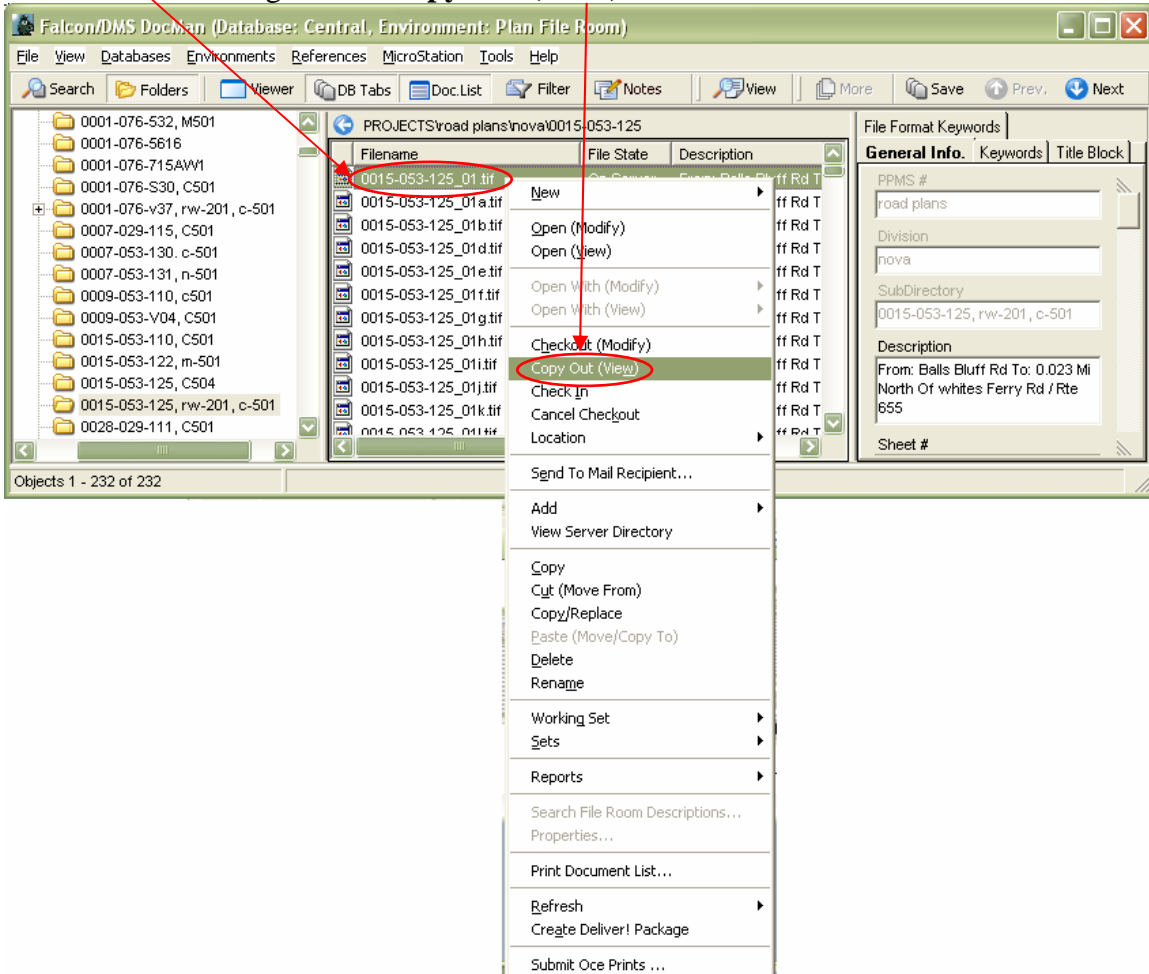 Falcon/DMS DocMan (Database: Central, Environment: Plan File Room)
File View Databases Environments References MicroStation Tools Help
Search Folders Viewer DB Tabs Doc.List Filter Notes View More Save Prev. Next
0001-076-532, M501
0001-076-5616
0001-076-715AW1
0001-076-S30, C501
0001-076-v37, rw-201, c-501
0007-029-115, C501
0007-053-130. c-501
0007-053-131, n-501
0009-053-110, c501
0009-053-V04, C501
0015-053-110, C501
0015-053-122, m-501
0015-053-125, C504
0015-053-125, rw-201, c-501
0028-029-111, C501
PROJECTS\road plans\nova\0015-053-125
Filename File State Description
0015-053-125_01.tif On Server From: Balls Bluff Rd T
0015-053-125_01a.tif ff Rd T
0015-053-125_01b.tif ff Rd T
0015-053-125_01d.tif ff Rd T
0015-053-125_01e.tif ff Rd T
0015-053-125_01f.tif ff Rd T
0015-053-125_01g.tif ff Rd T
0015-053-125_01h.tif ff Rd T
0015-053-125_01i.tif ff Rd T
0015-053-125_01j.tif ff Rd T
0015-053-125_01k.tif ff Rd T
0015-053-125_01l.tif ff Rd T
New
Open (Modify)
Open (View)
Open With (Modify)
Open With (View)
Checkout (Modify)
Copy Out (View)
Check In
Cancel Checkout
Location
Send To Mail Recipient...
Add
View Server Directory
Copy
Cut (Move From)
Copy/Replace
Paste (Move/Copy To)
Delete
Rename
Working Set
Sets
Reports
Search File Room Descriptions...
Properties...
Print Document List...
Refresh
Create Deliver! Package
Submit Oce Prints ...
File Format Keywords
General Info. Keywords Title Block
PPMS #
road plans
Division
nova
SubDirectory
0015-053-125, rw-201, c-501
Description
From: Balls Bluff Rd To: 0.023 Mi
North Of whites Ferry Rd / Rte
655
Sheet #
Objects 1 - 232 of 232